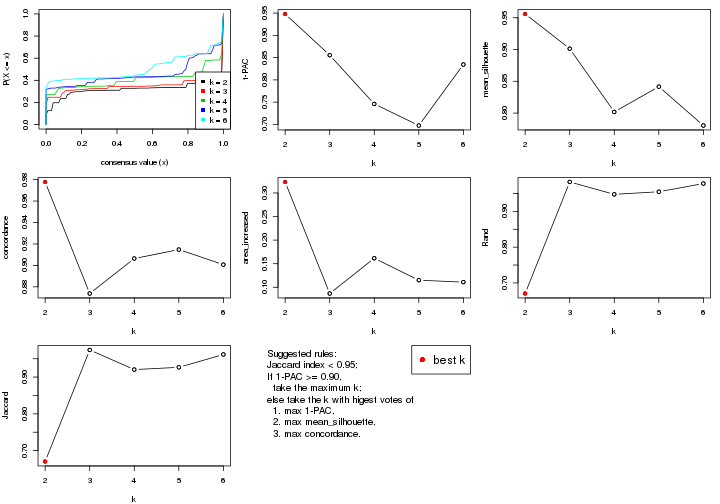 P(X <= x)
1.0
0.8
0.6
0.4
0.2
0.0
k = 2
k = 3
k = 4
k = 5
k = 6
0.0 0.2 0.4 0.6 0.8 1.0
consensus value (x)
1-PAC
0.95
0.90
0.85
0.80
0.75
0.70
2 3 4 5 6
k
mean_silhouette
0.95
0.90
0.85
0.80
2 3 4 5 6
k
concordance
0.98
0.96
0.94
0.92
0.90
0.88
2 3 4 5 6
k
area_increased
0.30
0.25
0.20
0.15
0.10
2 3 4 5 6
k
Rand
0.90
0.80
0.70
2 3 4 5 6
k
Jaccard
0.90
0.80
0.70
2 3 4 5 6
k
Suggested rules:
Jaccard index < 0.95;
If 1-PAC >= 0.90,
take the maximum k;
else take the k with higest votes of
1. max 1-PAC,
2. max mean_silhouette,
3. max concordance.
best k